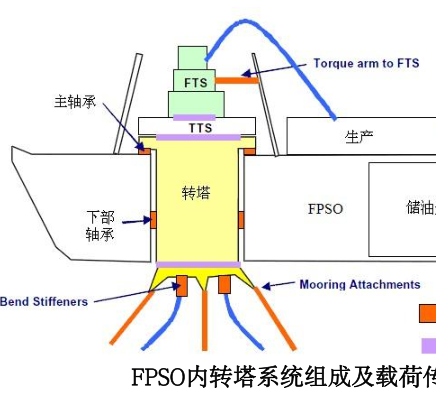 Torque arm to FTS
FTS
主轴承
TTS
生产
转塔
FPSO
储油
下部
轴承
Mooring Attachments
Bend Stiffeners
FPSO内转塔系统组成及载荷